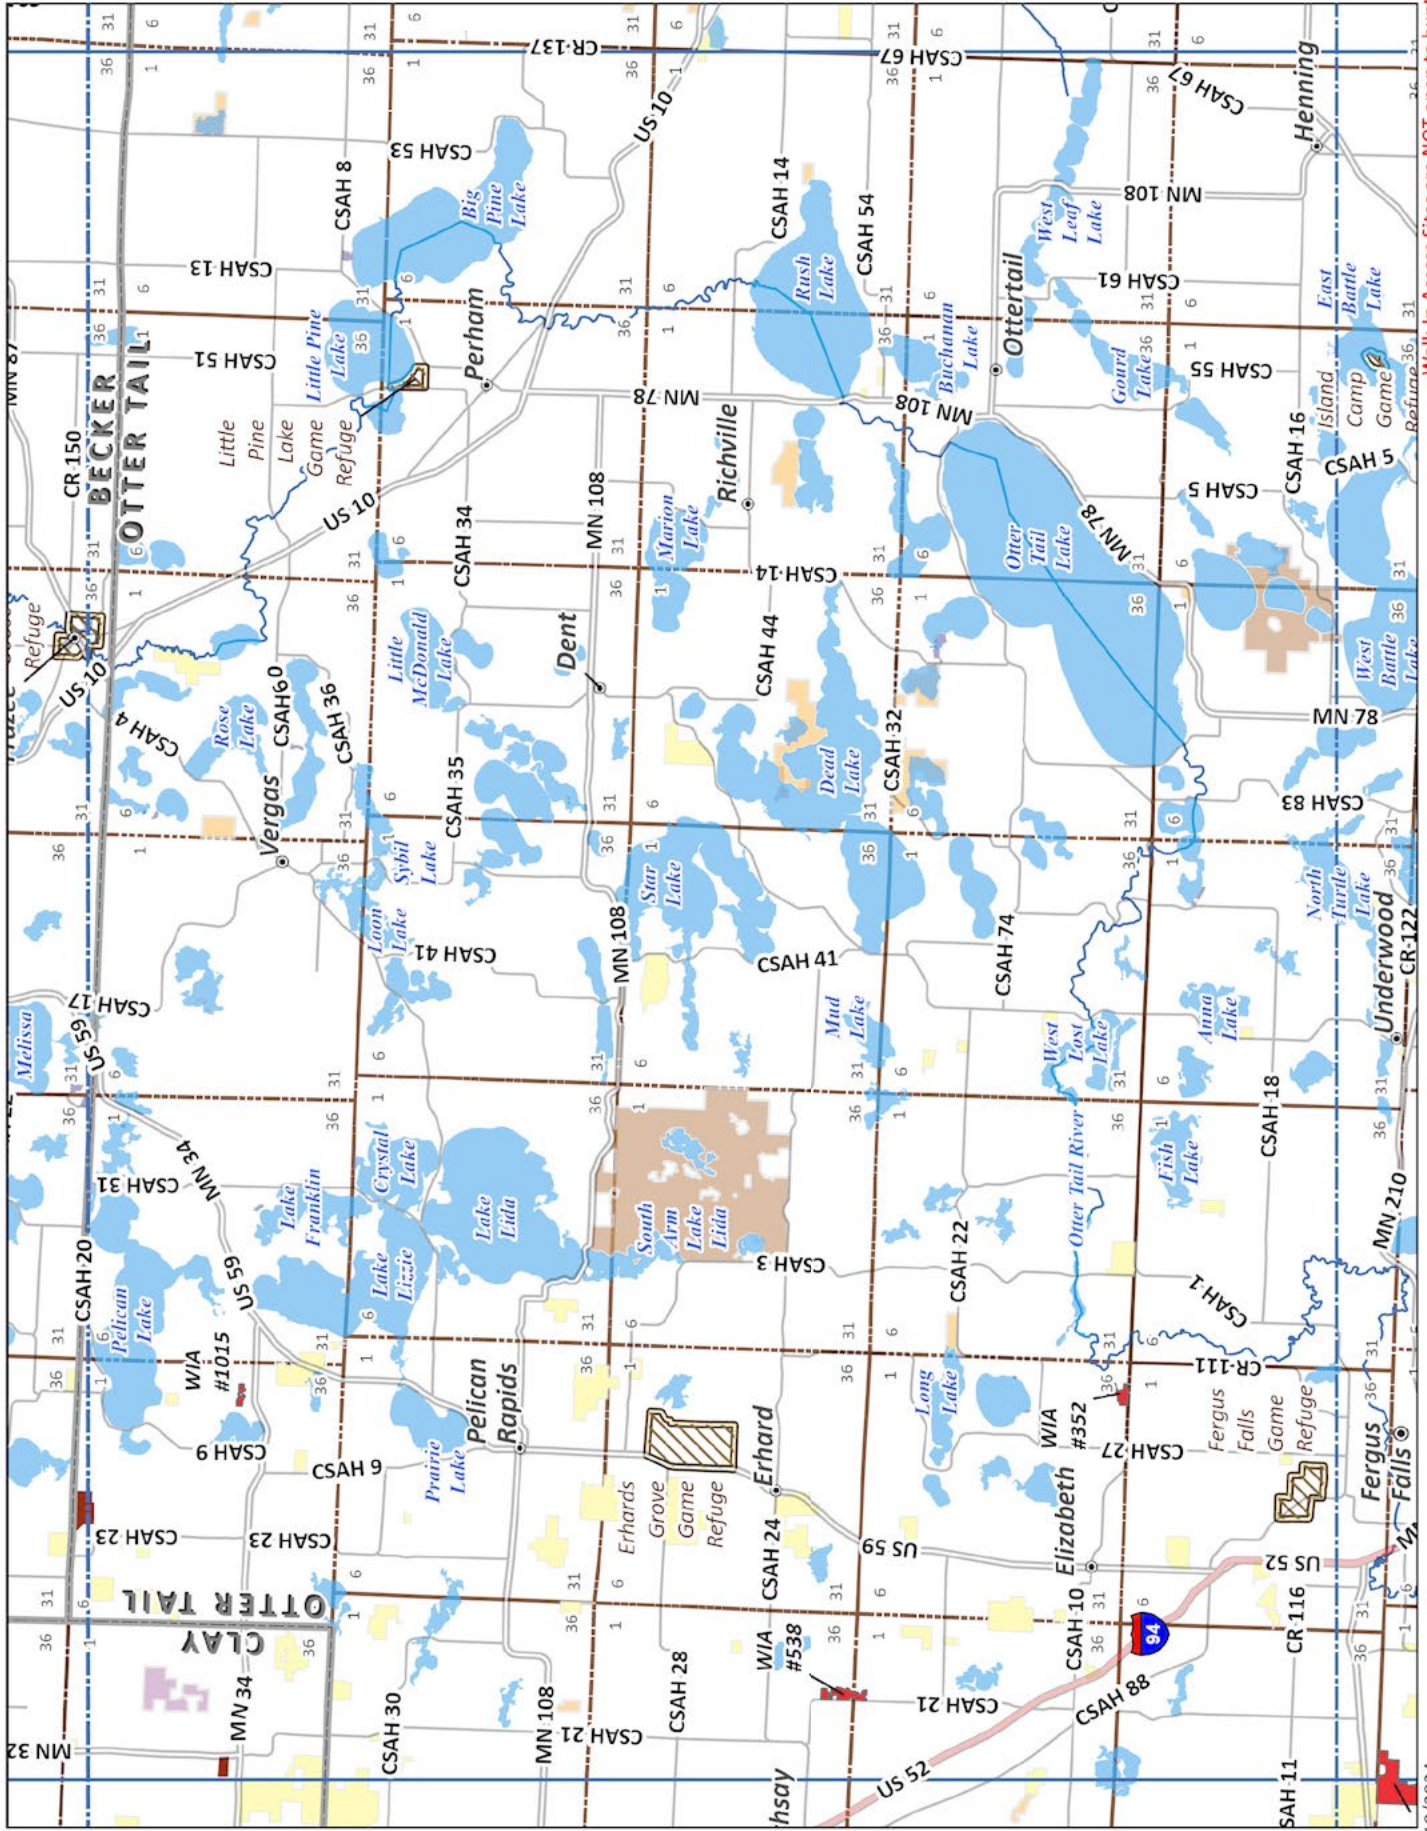 MN 32
MN 34
CLAY
OTTER TAIL
CSAH 30
MN 108
CSAH 21
CSAH 28
WIA
#538
CSAH 24
CSAH 21
US 52
CSAH 88
94
CSAH 10
CR 116
US 52
CSAH 23
CSAH 23
CSAH 9
CSAH 9
WIA
#1015
CSAH 20
Pelican
Lake
US 59
MN 34
CSAH 31
Prairie
Lake
Pelican
Rapids
Erhards
Grove
Game
Refuge
Erhard
US 59
Elizabeth
WIA
#352
CSAH 27
Long
Lake
Fergus
Falls
Game
Refuge
Fergus
Falls
CR 111
CSAH 1
CSAH 22
CSAH 3
Otter Tail River
MN 210
Lake
Franklin
Lake
Lizzie
Crystal
Lake
Lake
Lida
South
Arm
Lake
Lida
Fish
Lake
CSAH 18
Melissa
US 59
CSAH 17
Loon
Lake
CSAH 41
MN 108
CSAH 41
Mud
Lake
CSAH 74
West
Lost
Lake
Anna
Lake
Underwood
CR 122
North
Turtle
Lake
CSAH 83
Vergas
Sybil
Lake
CSAH 35
Star
Lake
Dead
Lake
CSAH 32
CSAH 4
Rose
Lake
CSAH 60
CSAH 36
Little
McDonald
Lake
Dent
CSAH 44
CSAH 14
MN 78
West
Battle
Lake
Refuge
US 10
CR 150
BECKER
OTTER TAIL
US 10
CSAH 34
MN 108
Marion
Lake
Richville
Otter
Tail
Lake
MN 78
CSAH 5
CSAH 16
CSAH 5
Little
Pine
Lake
Game
Refuge
Little Pine
Lake
CSAH 51
Perham
MN 78
MN 108
Buchanan
Lake
Ottertail
Gourd
Lake
CSAH 55
Island
Camp
Game
Refuge
East
Battle
Lake
CSAH 13
CSAH 8
CSAH 53
Big
Pine
Lake
US 10
CSAH 14
Rush
Lake
CSAH 54
West
Leaf
Lake
CSAH 61
MN 108
Henning
CSAH 67
CSAH 67
CR 137